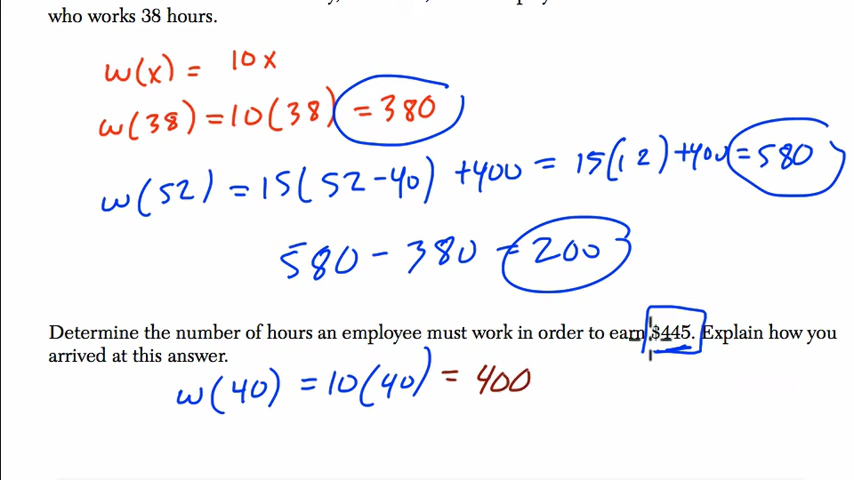 who works 38 hours.
w(x) = 10x
w(38) = 10(38) = 380
w(52) = 15(52-40) +400 = 15(12) +400 = 580
580 - 380 = 200
Determine the number of hours an employee must work in order to earn $445. Explain how you
arrived at this answer.
w(40) = 10(40) = 400